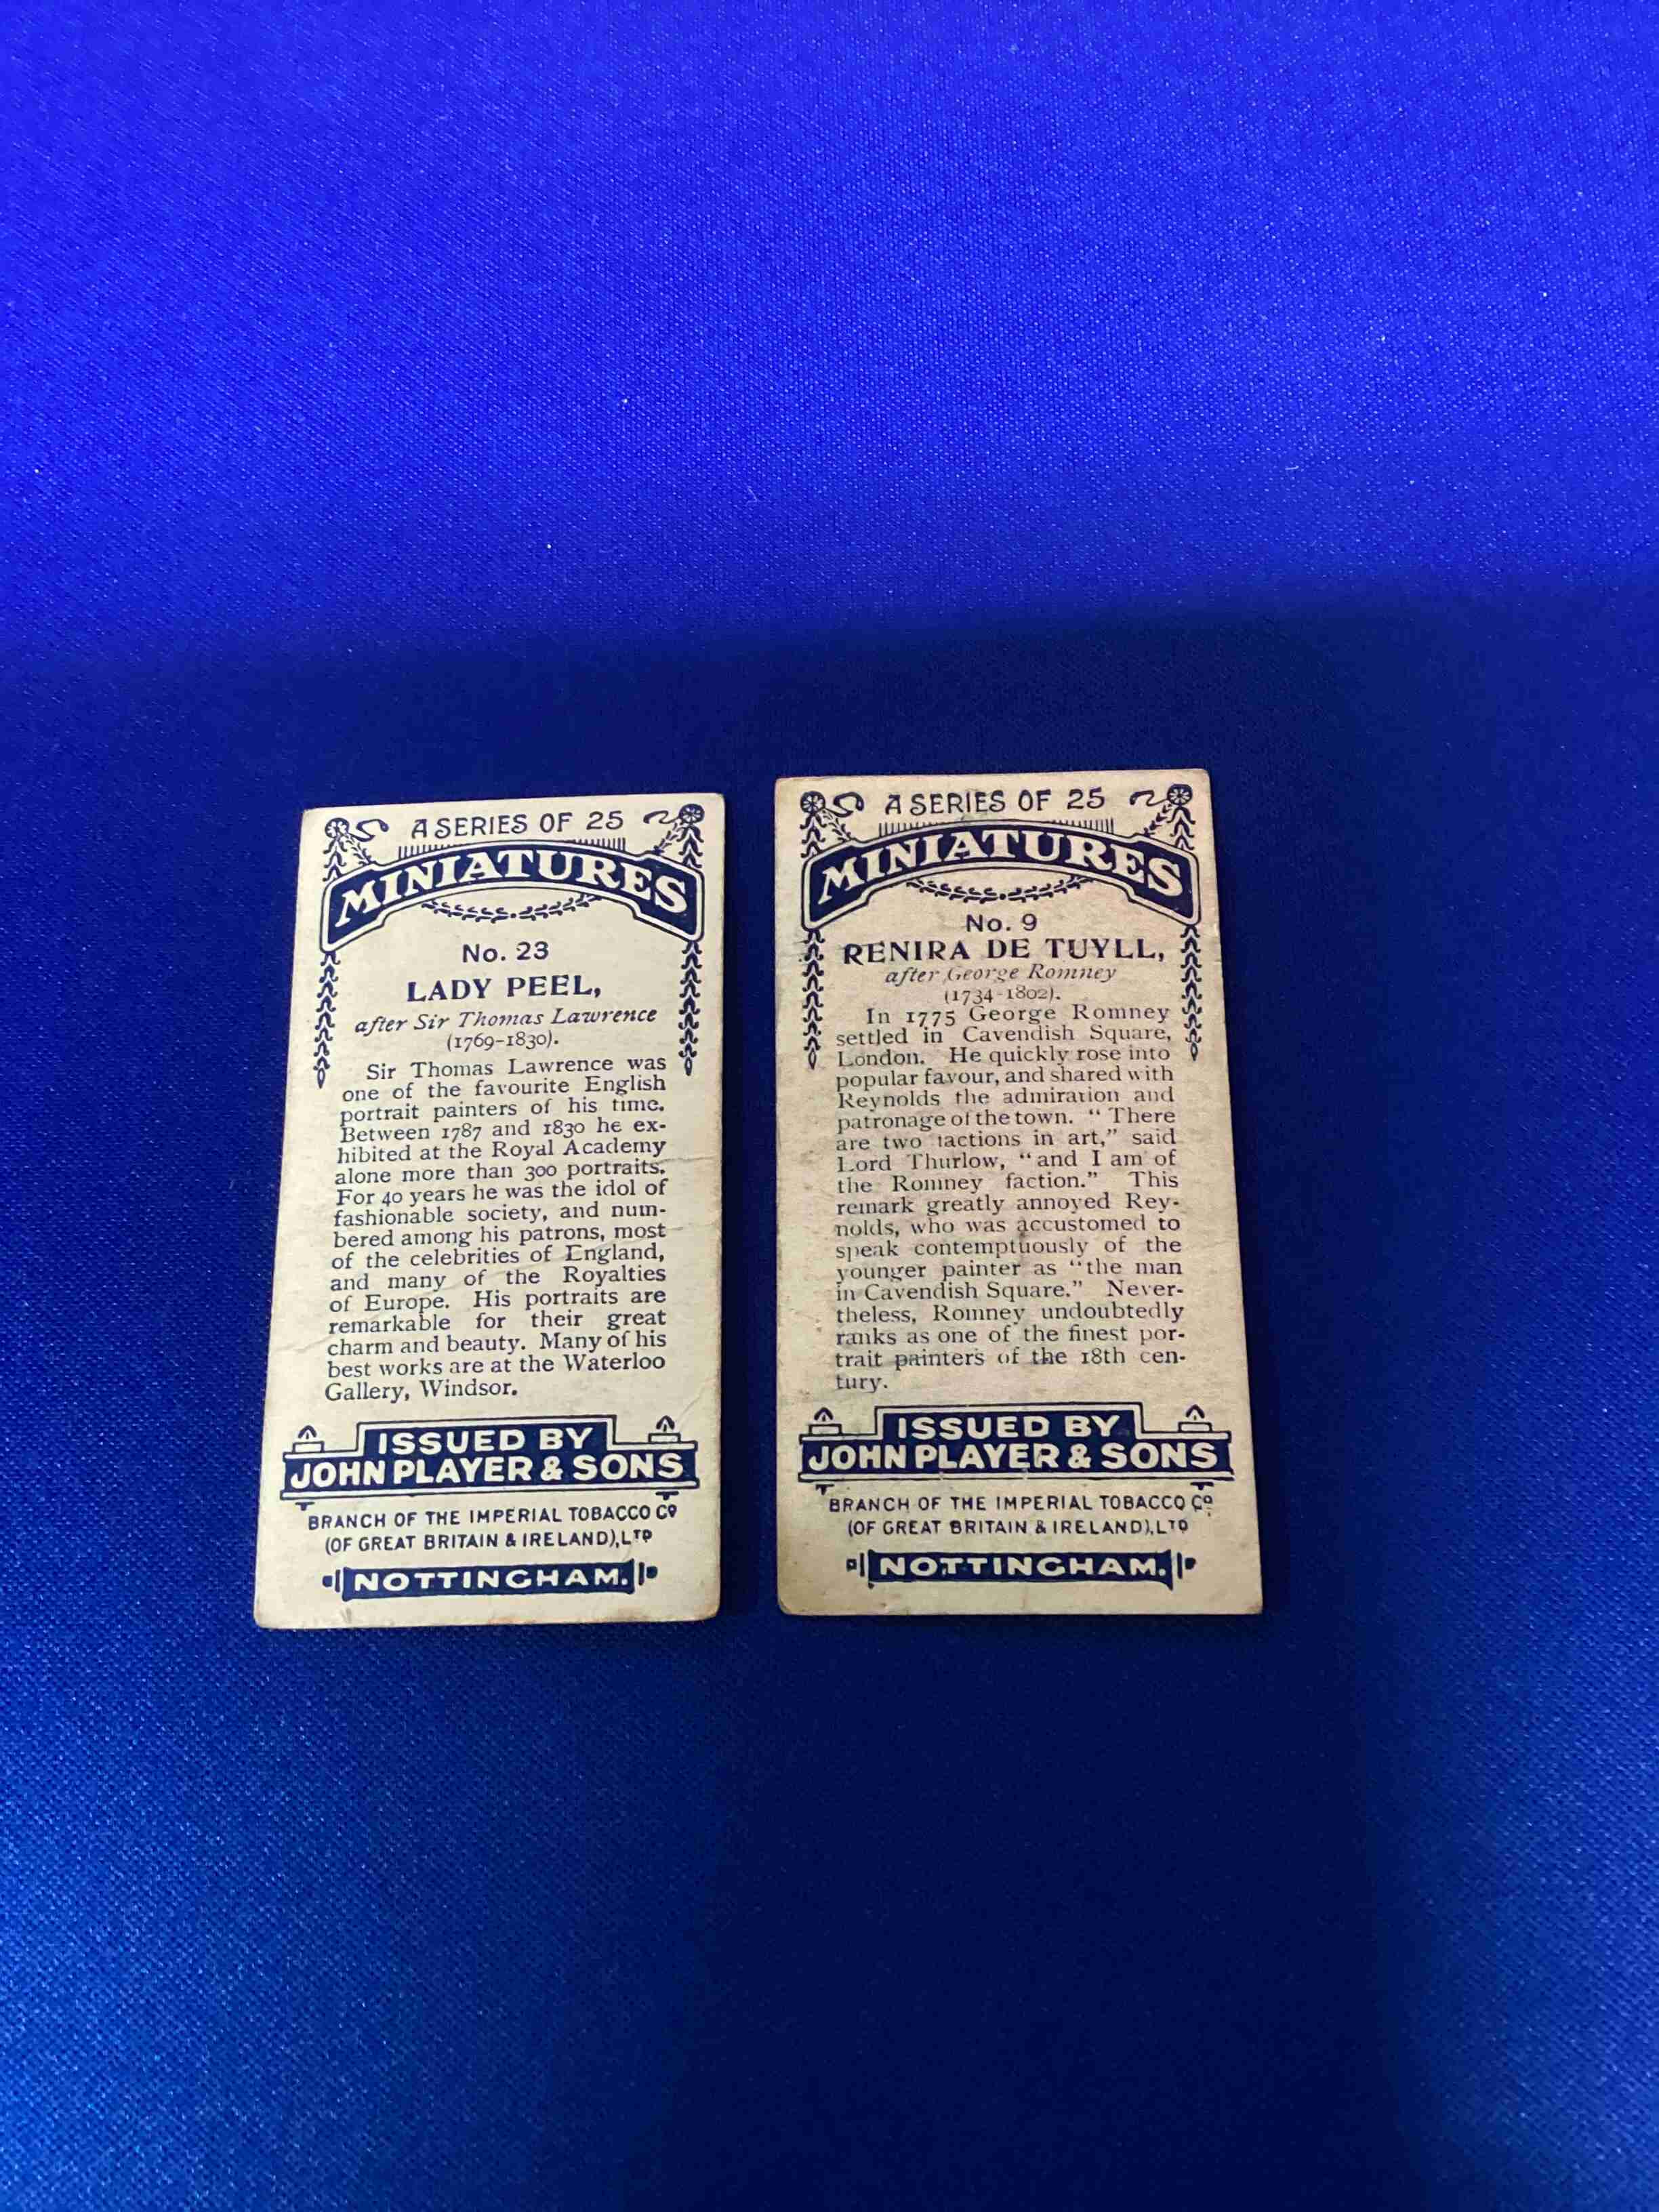 A SERIES OF 25
MINIATURES
No. 23
LADY PEEL,
after Sir Thomas Lawrence
(1769-1830).
Sir Thomas Lawrence was
one of the favourite English
portrait painters of his time.
Between 1787 and 1830 he ex-
hibited at the Royal Academy
alone more than 300 portraits.
For 40 years he was the idol of
fashionable society, and num-
bered among his patrons, most
of the celebrities of England,
and many of the Royalties
of Europe. His portraits are
remarkable for their great
charm and beauty. Many of his
best works are at the Waterloo
Gallery, Windsor.
ISSUED BY
JOHN PLAYER & SONS
BRANCH OF THE IMPERIAL TOBACCO Co
(OF GREAT BRITAIN & IRELAND), LTD
NOTTINGHAM.
A SERIES OF 25
MINIATURES
No. 9
RENIRA DE TUYLL,
after George Romney
(1734-1802).
In 1775 George Romney
settled in Cavendish Square,
London. He quickly rose into
popular favour, and shared with
Reynolds the admiration and
patronage of the town. "There
are two factions in art," said
Lord Thurlow, "and I am of
the Romney faction." This
remark greatly annoyed Rey-
nolds, who was accustomed to
speak contemptuously of the
younger painter as "the man
in Cavendish Square." Never-
theless, Romney undoubtedly
ranks as one of the finest por-
trait painters of the 18th cen-
tury.
ISSUED BY
JOHN PLAYER & SONS
BRANCH OF THE IMPERIAL TOBACCO Co.
(OF GREAT BRITAIN & IRELAND), LTD
NOTTINGHAM.